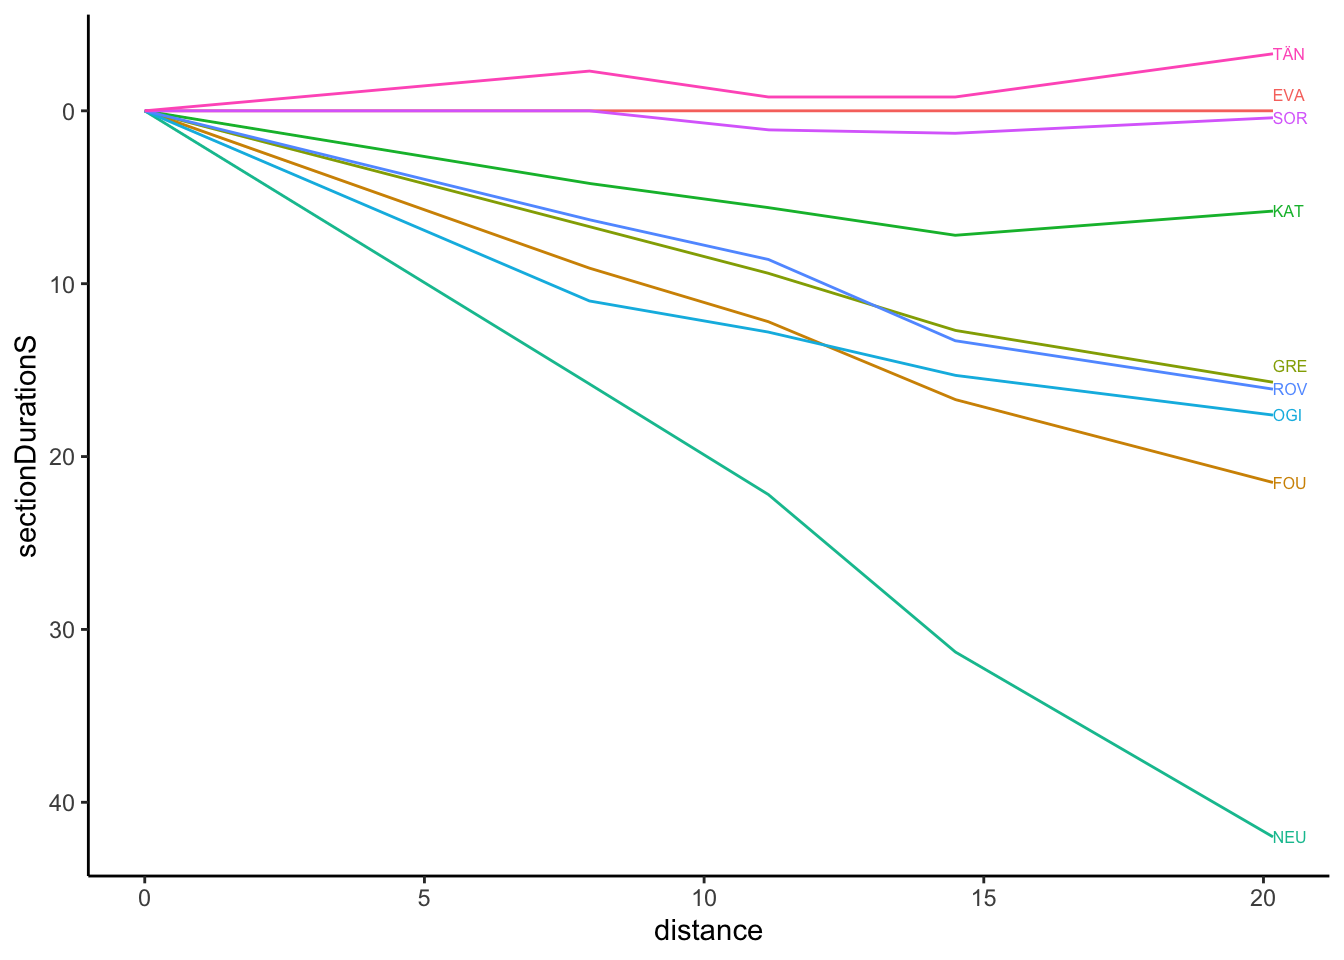 TÄN
0
EVA
SOR
KAT
10
GRE
ROV
OGI
20
FOU
30
40
NEU
sectionDurationS
0 5 10 15 20
distance